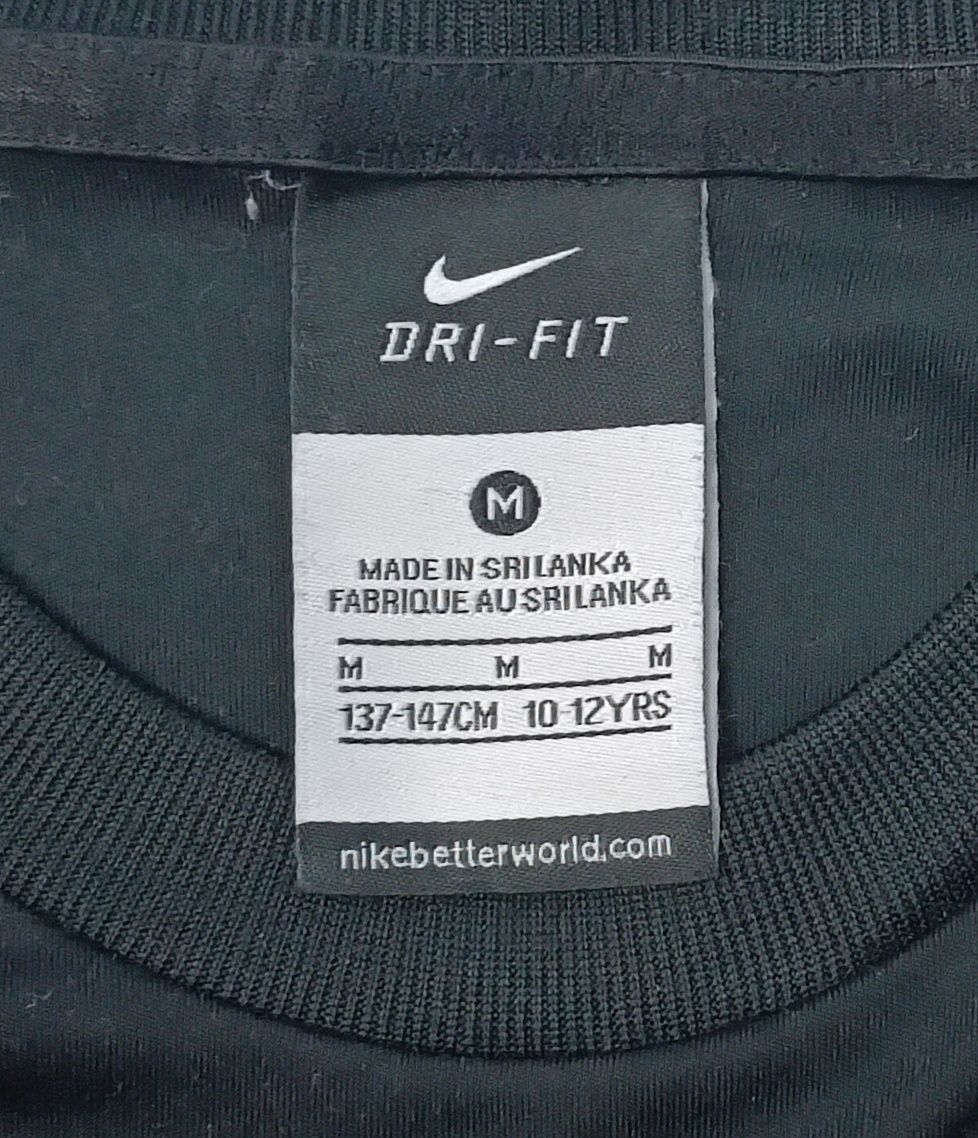 DRI-FIT
M
MADE IN SRI LANKA
FABRIQUE AU SRI LANKA
M M M
137-147CM 10-12YRS
nikebetterworld.com